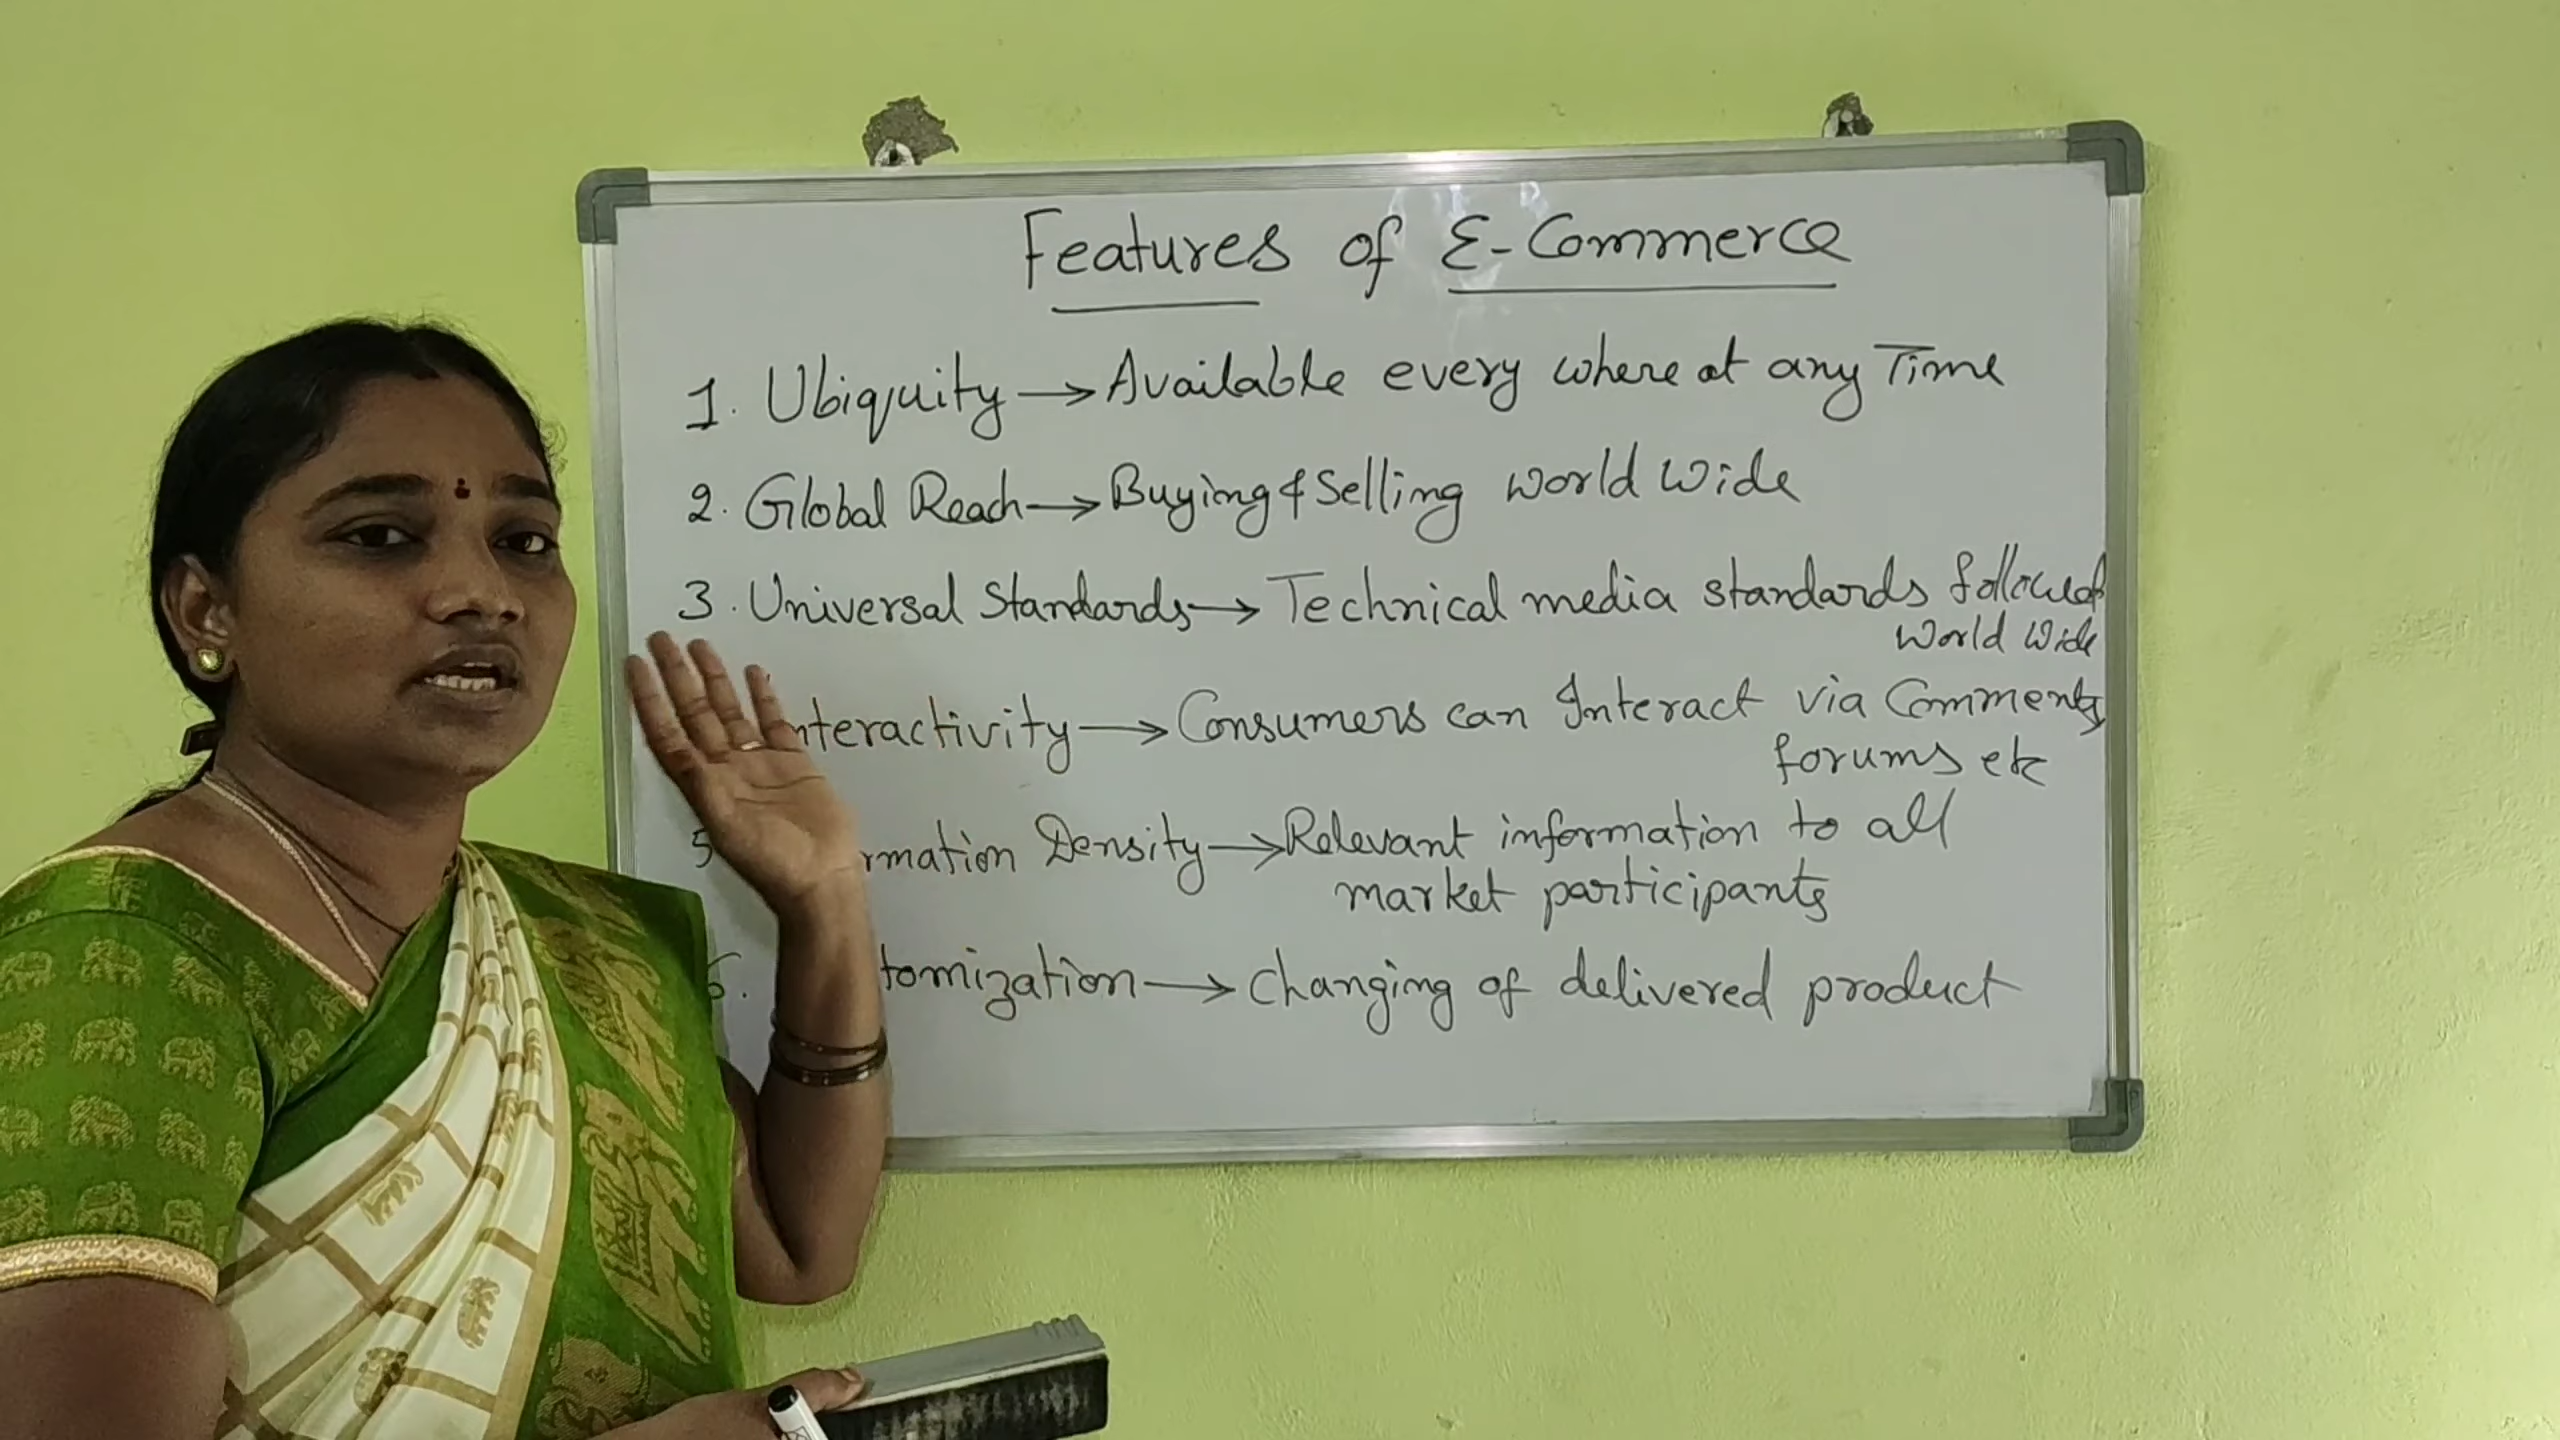 Features of E-Commerce
1. Ubiquity → Available every where at any Time
2. Global Reach → Buying & Selling world wide
3. Universal Standards → Technical media standards followed
World Wide
nteractivity → Consumers can Interact via Comments,
forums etc
5 rmation Density → Relevant information to all
market participants
6. tomization → changing of delivered product